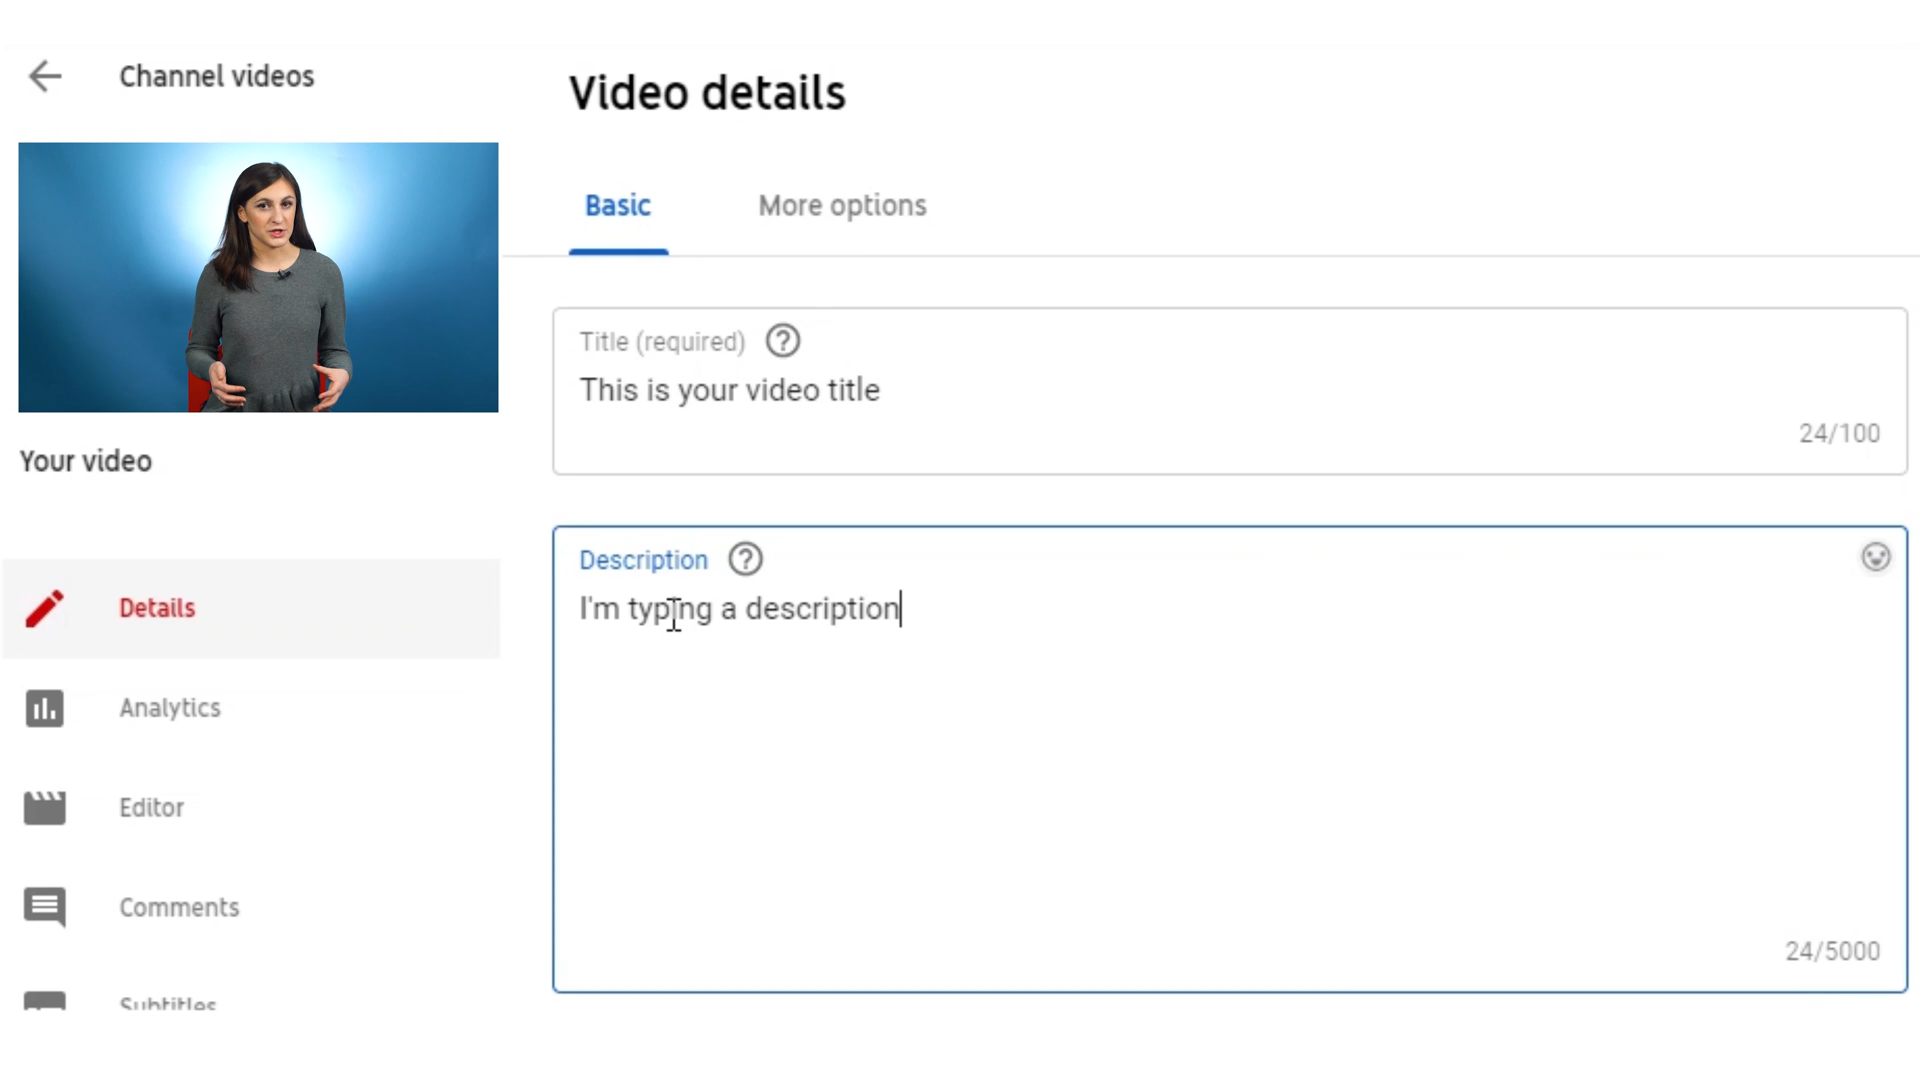 Channel videos
Video details
Basic
More options
Title (required)
This is your video title
24/100
Your video
Description
I'm typing a description
24/5000
Details
Analytics
Editor
Comments
Subtitles